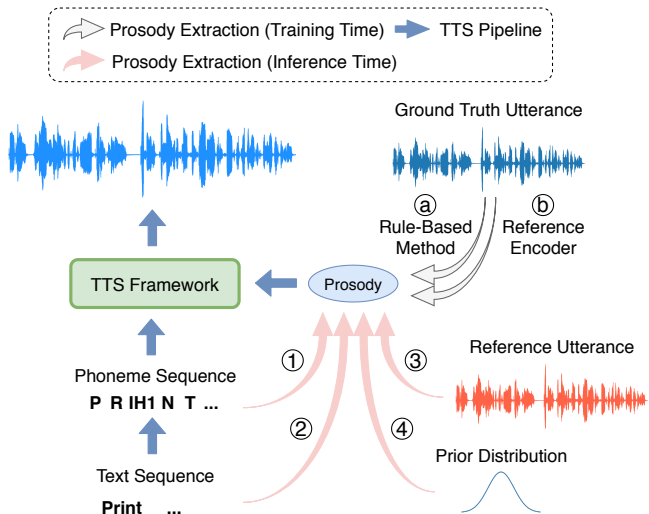 Prosody Extraction (Training Time)
TTS Pipeline
Prosody Extraction (Inference Time)
Ground Truth Utterance
ⓐ
ⓑ
Rule-Based
Method
Reference
Encoder
TTS Framework
Prosody
①
③
Phoneme Sequence
P R IH1 N T ...
Reference Utterance
②
④
Text Sequence
Print ...
Prior Distribution